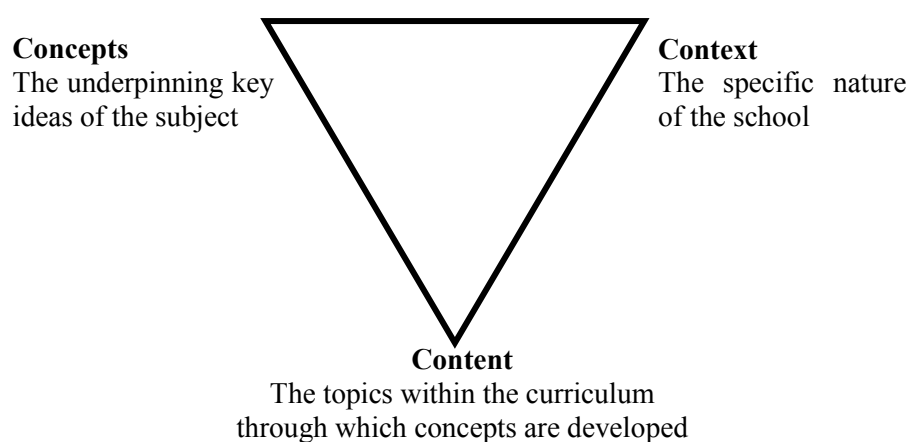 Concepts
The underpinning key
ideas of the subject
Context
The specific nature
of the school
Content
The topics within the curriculum
through which concepts are developed